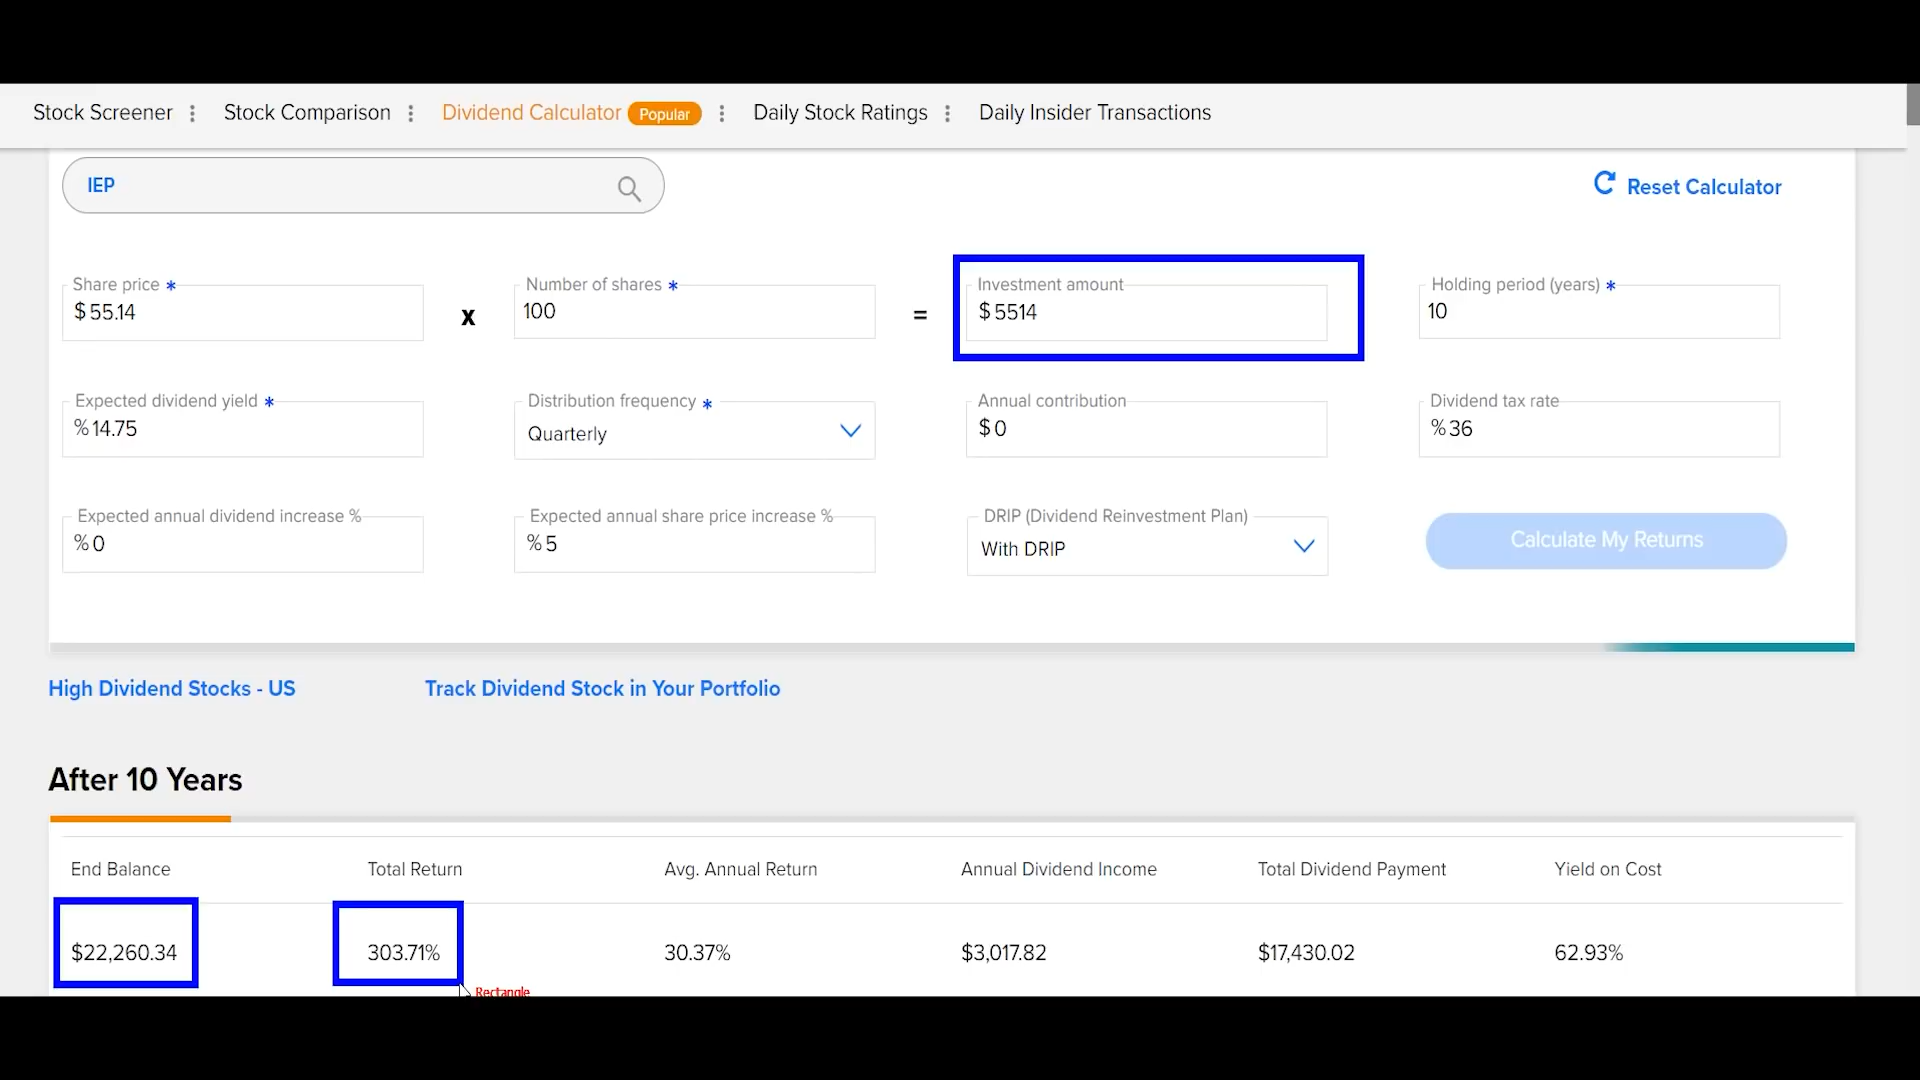 Stock Screener Stock Comparison Dividend Calculator Popular Daily Stock Ratings Daily Insider Transactions
IEP Reset Calculator
Share price * Number of shares * Investment amount Holding period (years) *
$ 55.14 x 100 = $ 5514 10
Expected dividend yield * Distribution frequency * Annual contribution Dividend tax rate
% 14.75 Quarterly $ 0 % 36
Expected annual dividend increase % Expected annual share price increase % DRIP (Dividend Reinvestment Plan)
% 0 % 5 With DRIP Calculate My Returns
High Dividend Stocks - US Track Dividend Stock in Your Portfolio
After 10 Years
End Balance Total Return Avg. Annual Return Annual Dividend Income Total Dividend Payment Yield on Cost
$22,260.34 303.71% 30.37% $3,017.82 $17,430.02 62.93%
Rectangle